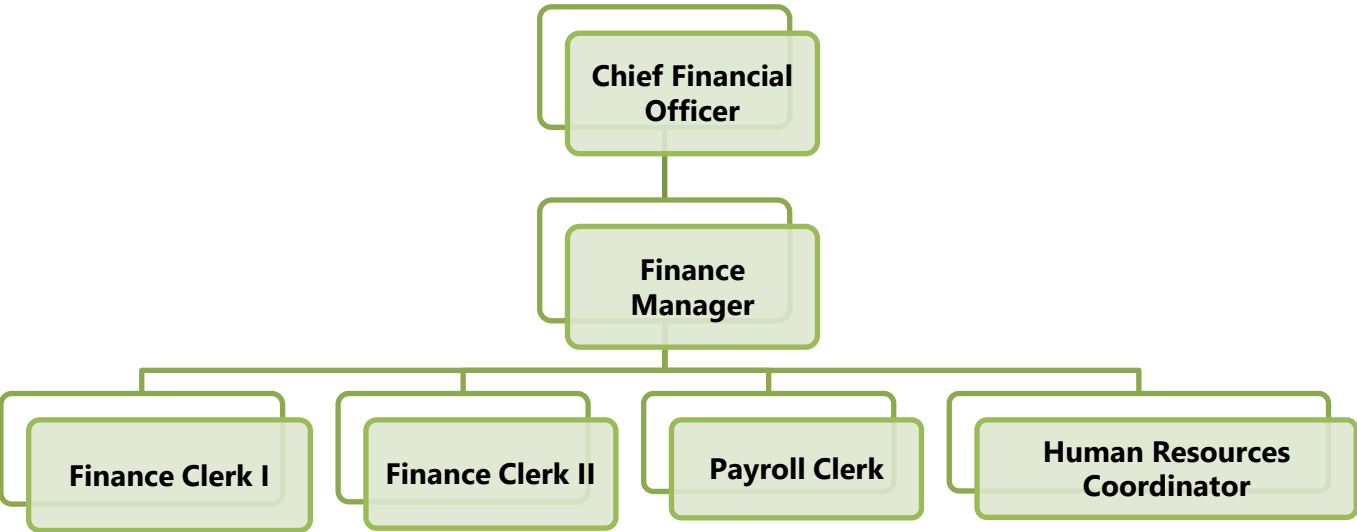 Chief Financial
Officer
Finance
Manager
Finance Clerk I
Finance Clerk II
Payroll Clerk
Human Resources
Coordinator